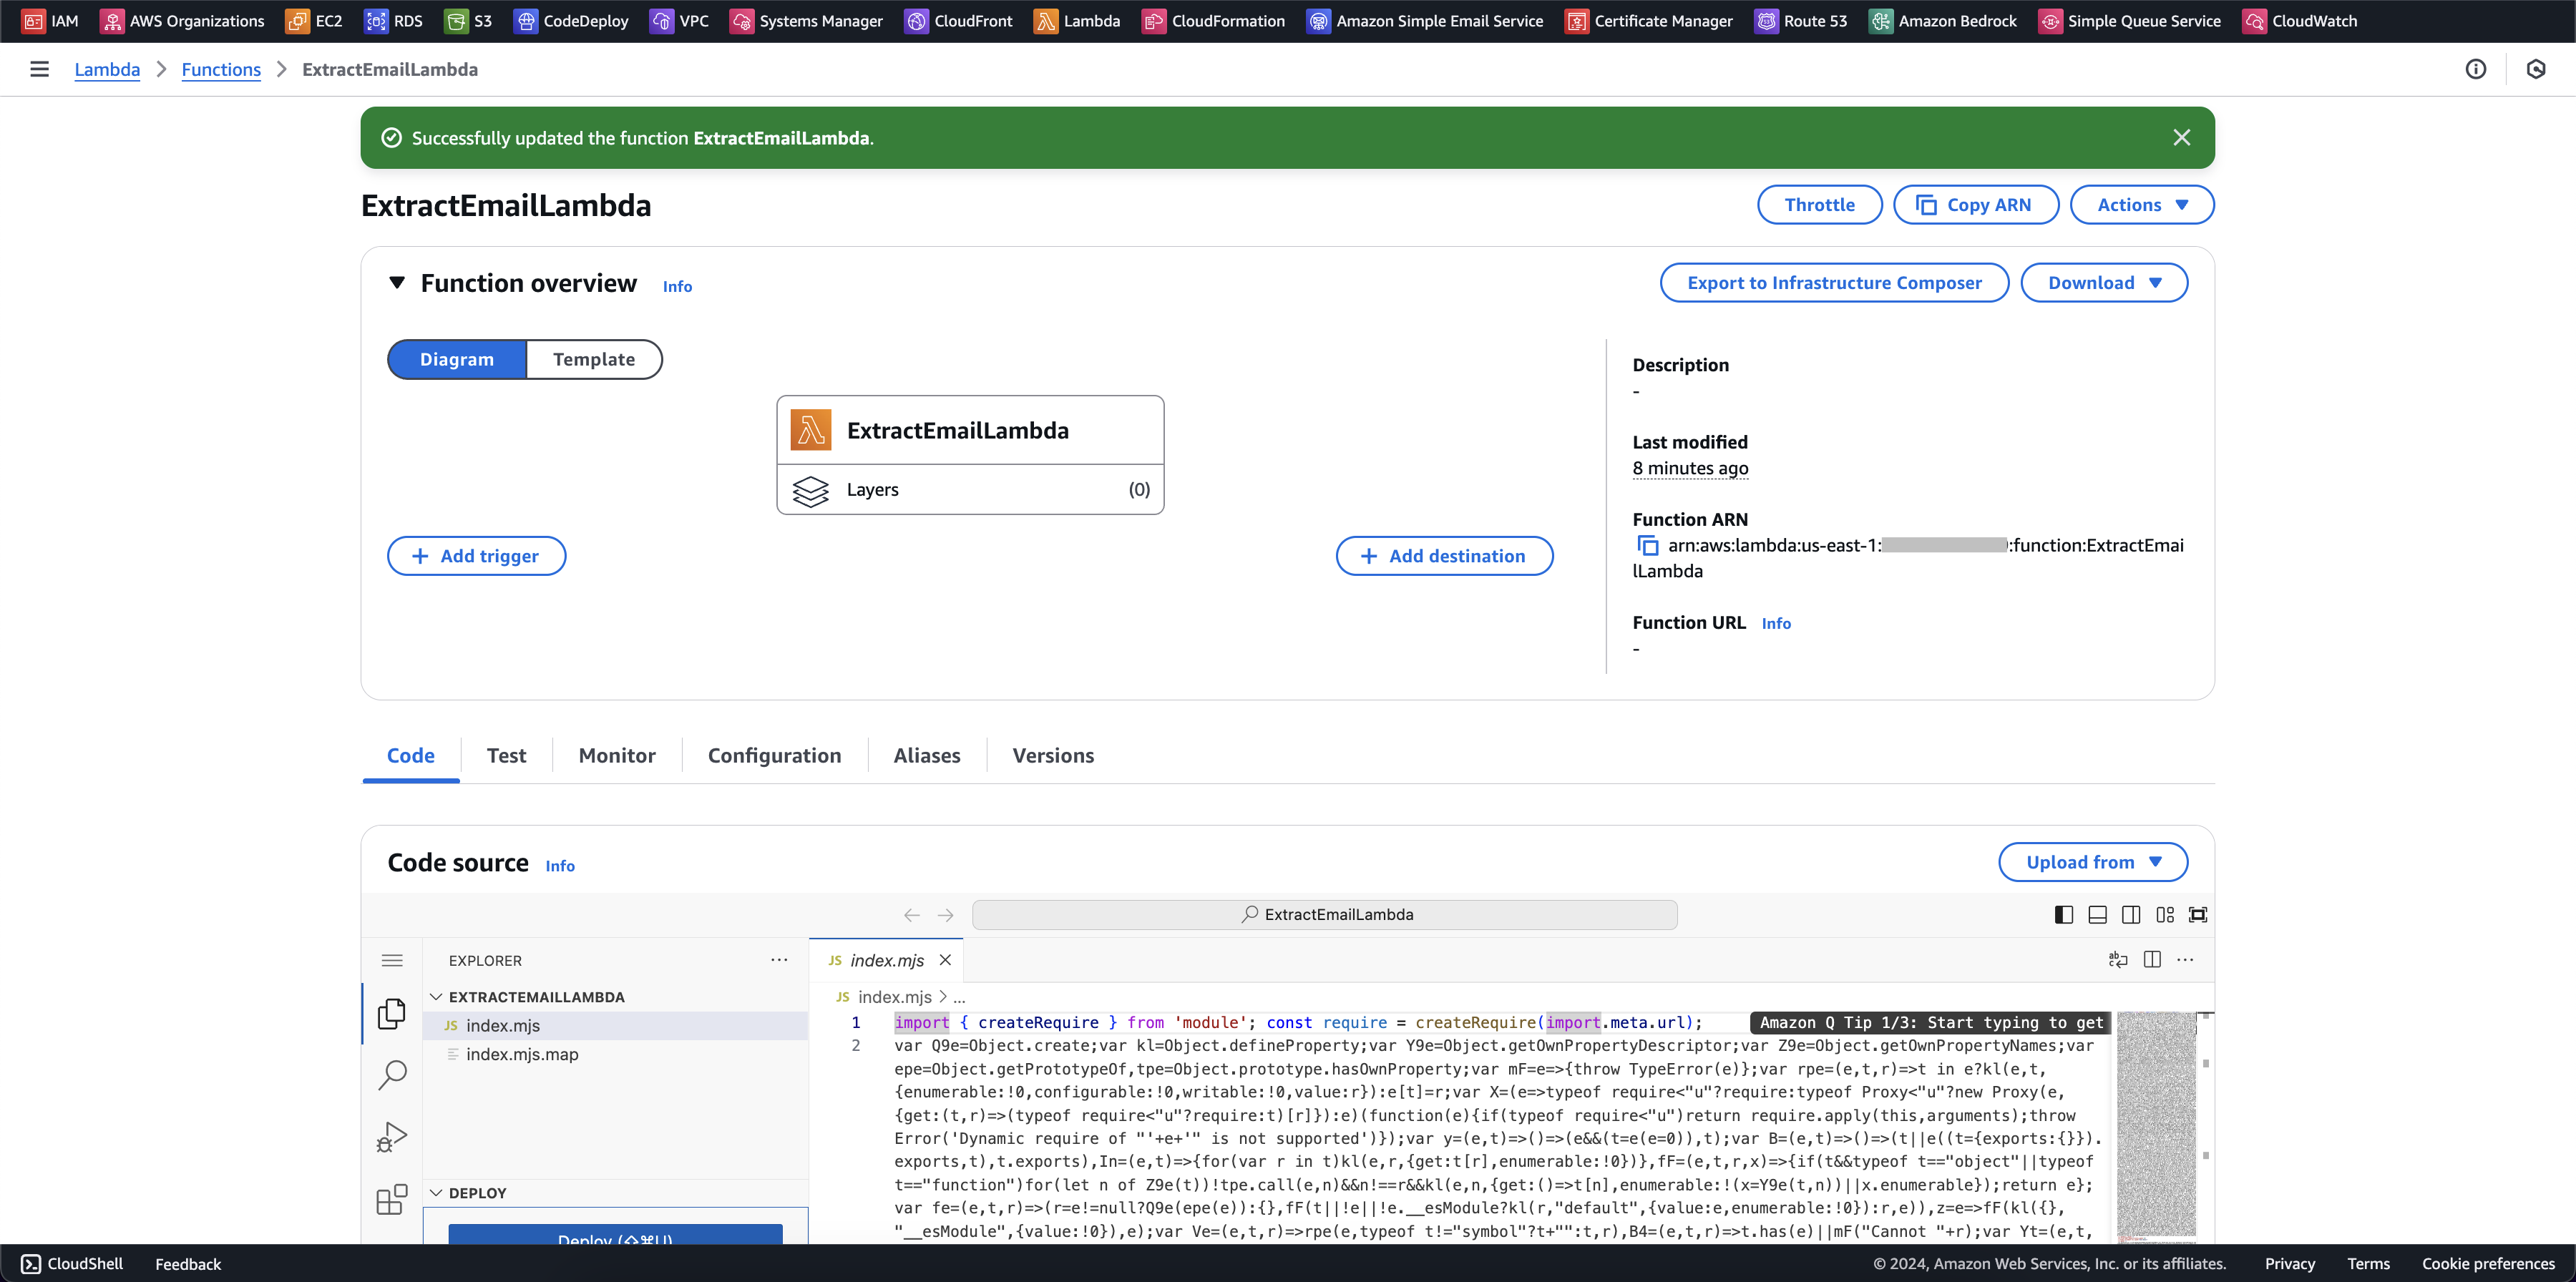 IAM AWS Organizations EC2 RDS S3 CodeDeploy VPC Systems Manager CloudFront Lambda CloudFormation Amazon Simple Email Service Certificate Manager Route 53 Amazon Bedrock Simple Queue Service CloudWatch
Lambda > Functions > ExtractEmailLambda
Successfully updated the function ExtractEmailLambda.
ExtractEmailLambda
Throttle
Copy ARN
Actions
Function overview Info
Export to Infrastructure Composer
Download
Diagram
Template
ExtractEmailLambda
Layers (0)
+ Add trigger
+ Add destination
Description
-
Last modified
8 minutes ago
Function ARN
arn:aws:lambda:us-east-1: :function:ExtractEmai
lLambda
Function URL Info
-
Code Test Monitor Configuration Aliases Versions
Code source Info
Upload from
ExtractEmailLambda
EXPLORER ...
EXTRACTEMAILLAMBDA
JS index.mjs
index.mjs.map
DEPLOY
Deploy (⇧⌘U)
JS index.mjs
JS index.mjs > ...
1 import { createRequire } from 'module'; const require = createRequire(import.meta.url); Amazon Q Tip 1/3: Start typing to get
2 var Q9e=Object.create;var kl=Object.defineProperty;var Y9e=Object.getOwnPropertyDescriptor;var Z9e=Object.getOwnPropertyNames;var
epe=Object.getPrototypeOf,tpe=Object.prototype.hasOwnProperty;var mF=e=>{throw TypeError(e)};var rpe=(e,t,r)=>t in e?kl(e,t,
{enumerable:!0,configurable:!0,writable:!0,value:r}):e[t]=r;var X=(e=>typeof require<"u"?require:typeof Proxy<"u"?new Proxy(e,
{get:(t,r)=>(typeof require<"u"?require:t)[r]}):e)(function(e){if(typeof require<"u")return require.apply(this,arguments);throw
Error('Dynamic require of "'+e+'" is not supported')});var y=(e,t)=>()=>(e&&(t=e(e=0)),t);var B=(e,t)=>()=>(t||e((t={exports:{}}).
exports,t),t.exports),In=(e,t)=>{for(var r in t)kl(e,r,{get:t[r],enumerable:!0})},fF=(e,t,r,x)=>{if(t&&typeof t=="object"||typeof
t=="function")for(let n of Z9e(t))!tpe.call(e,n)&&n!==r&&kl(e,n,{get:()=>t[n],enumerable:!(x=Y9e(t,n))||x.enumerable});return e};
var fe=(e,t,r)=>(r=e!=null?Q9e(epe(e)):{},fF(t||!e||!e.__esModule?kl(r,"default",{value:e,enumerable:!0}):r,e)),z=e=>fF(kl({},
"__esModule",{value:!0}),e);var Ve=(e,t,r)=>rpe(e,typeof t!="symbol"?t+"":t,r),B4=(e,t,r)=>t.has(e)||mF("Cannot "+r);var Yt=(e,t,
CloudShell Feedback © 2024, Amazon Web Services, Inc. or its affiliates. Privacy Terms Cookie preferences